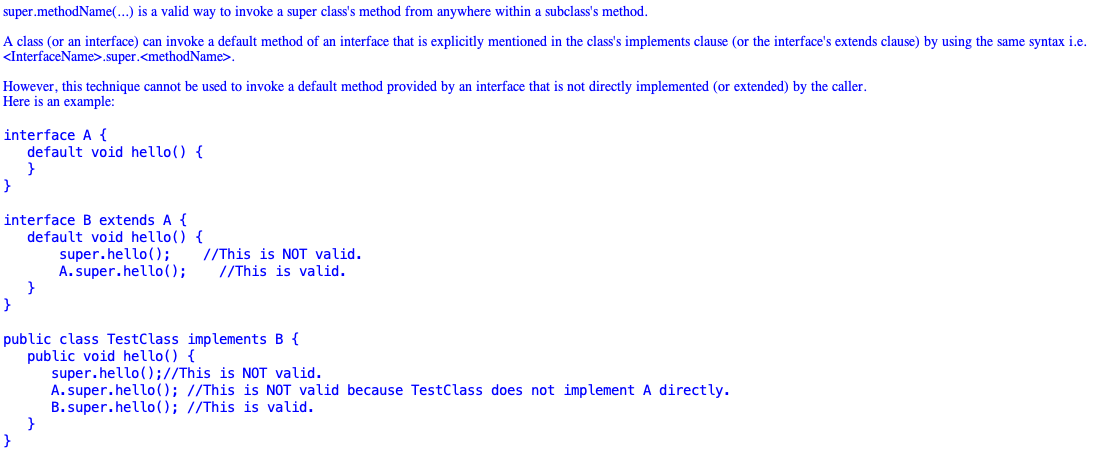 super.methodName(...) is a valid way to invoke a super class's method from anywhere within a subclass's method.
A class (or an interface) can invoke a default method of an interface that is explicitly mentioned in the class's implements clause (or the interface's extends clause) by using the same syntax i.e.
<InterfaceName>.super.<methodName>.
However, this technique cannot be used to invoke a default method provided by an interface that is not directly implemented (or extended) by the caller.
Here is an example:
interface A {
   default void hello() {
   }
}
interface B extends A {
   default void hello() {
       super.hello();    //This is NOT valid.
       A.super.hello();    //This is valid.
   }
}
public class TestClass implements B {
   public void hello() {
      super.hello();//This is NOT valid.
      A.super.hello(); //This is NOT valid because TestClass does not implement A directly.
      B.super.hello(); //This is valid.
   }
}